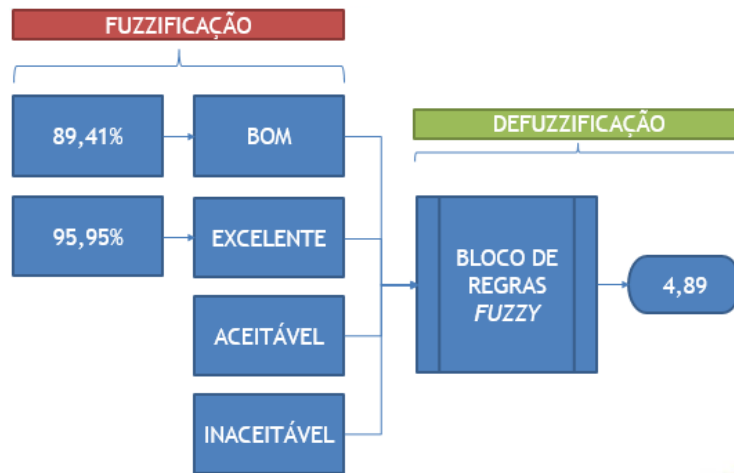 FUZZIFICAÇÃO
89,41%
BOM
DEFUZZIFICAÇÃO
95,95%
EXCELENTE
BLOCO DE
REGRAS
FUZZY
4,89
ACEITÁVEL
INACEITÁVEL